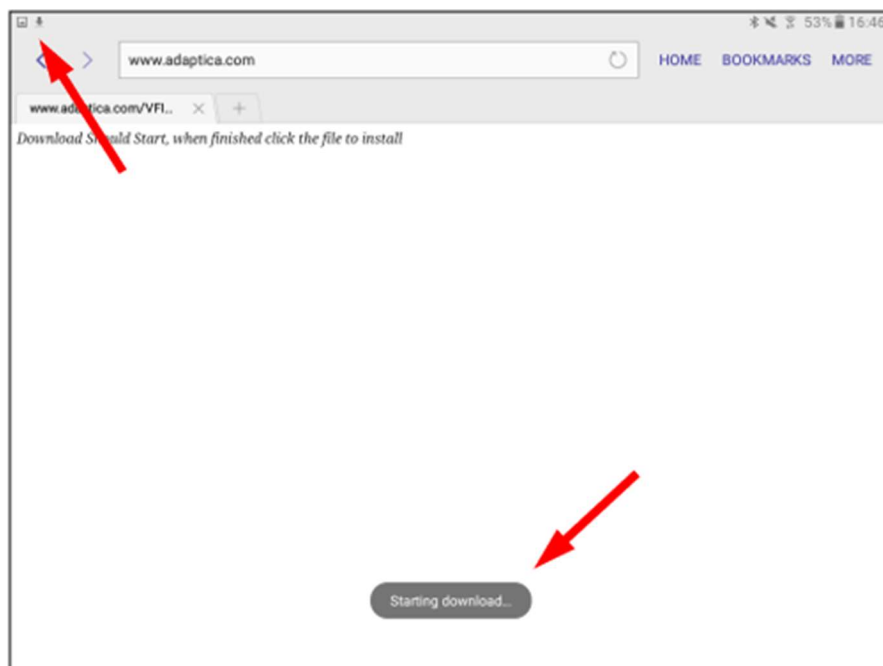 53% 16:46
www.adaptica.com HOME BOOKMARKS MORE
www.adaptica.com/VFI...
Download Should Start, when finished click the file to install
Starting download...